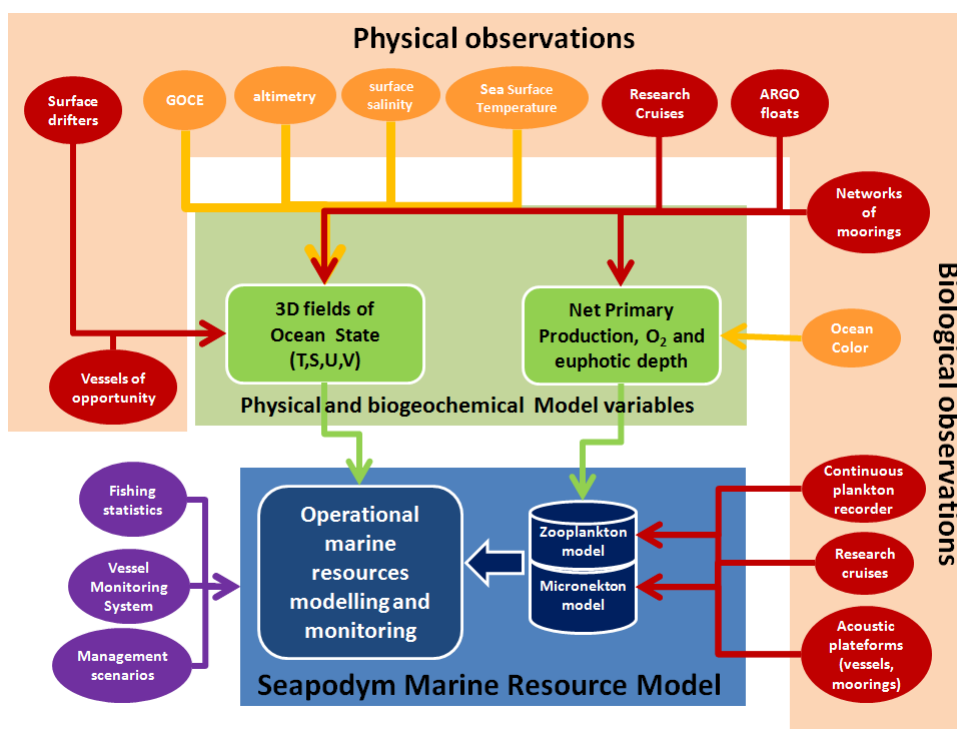 Physical observations
Surface
drifters
GOCE
altimetry
surface
salinity
Sea Surface
Temperature
Research
Cruises
ARGO
floats
Networks
of
moorings
Biological observations
3D fields of
Ocean State
(T,S,U,V)
Net Primary
Production, O₂ and
euphotic depth
Ocean
Color
Vessels of
opportunity
Physical and biogeochemical Model variables
Fishing
statistics
Vessel
Monitoring
System
Management
scenarios
Operational
marine
resources
modelling and
monitoring
Zooplankton
model
Micronekton
model
Continuous
plankton
recorder
Research
cruises
Acoustic
plateforms
(vessels,
moorings)
Seapodym Marine Resource Model